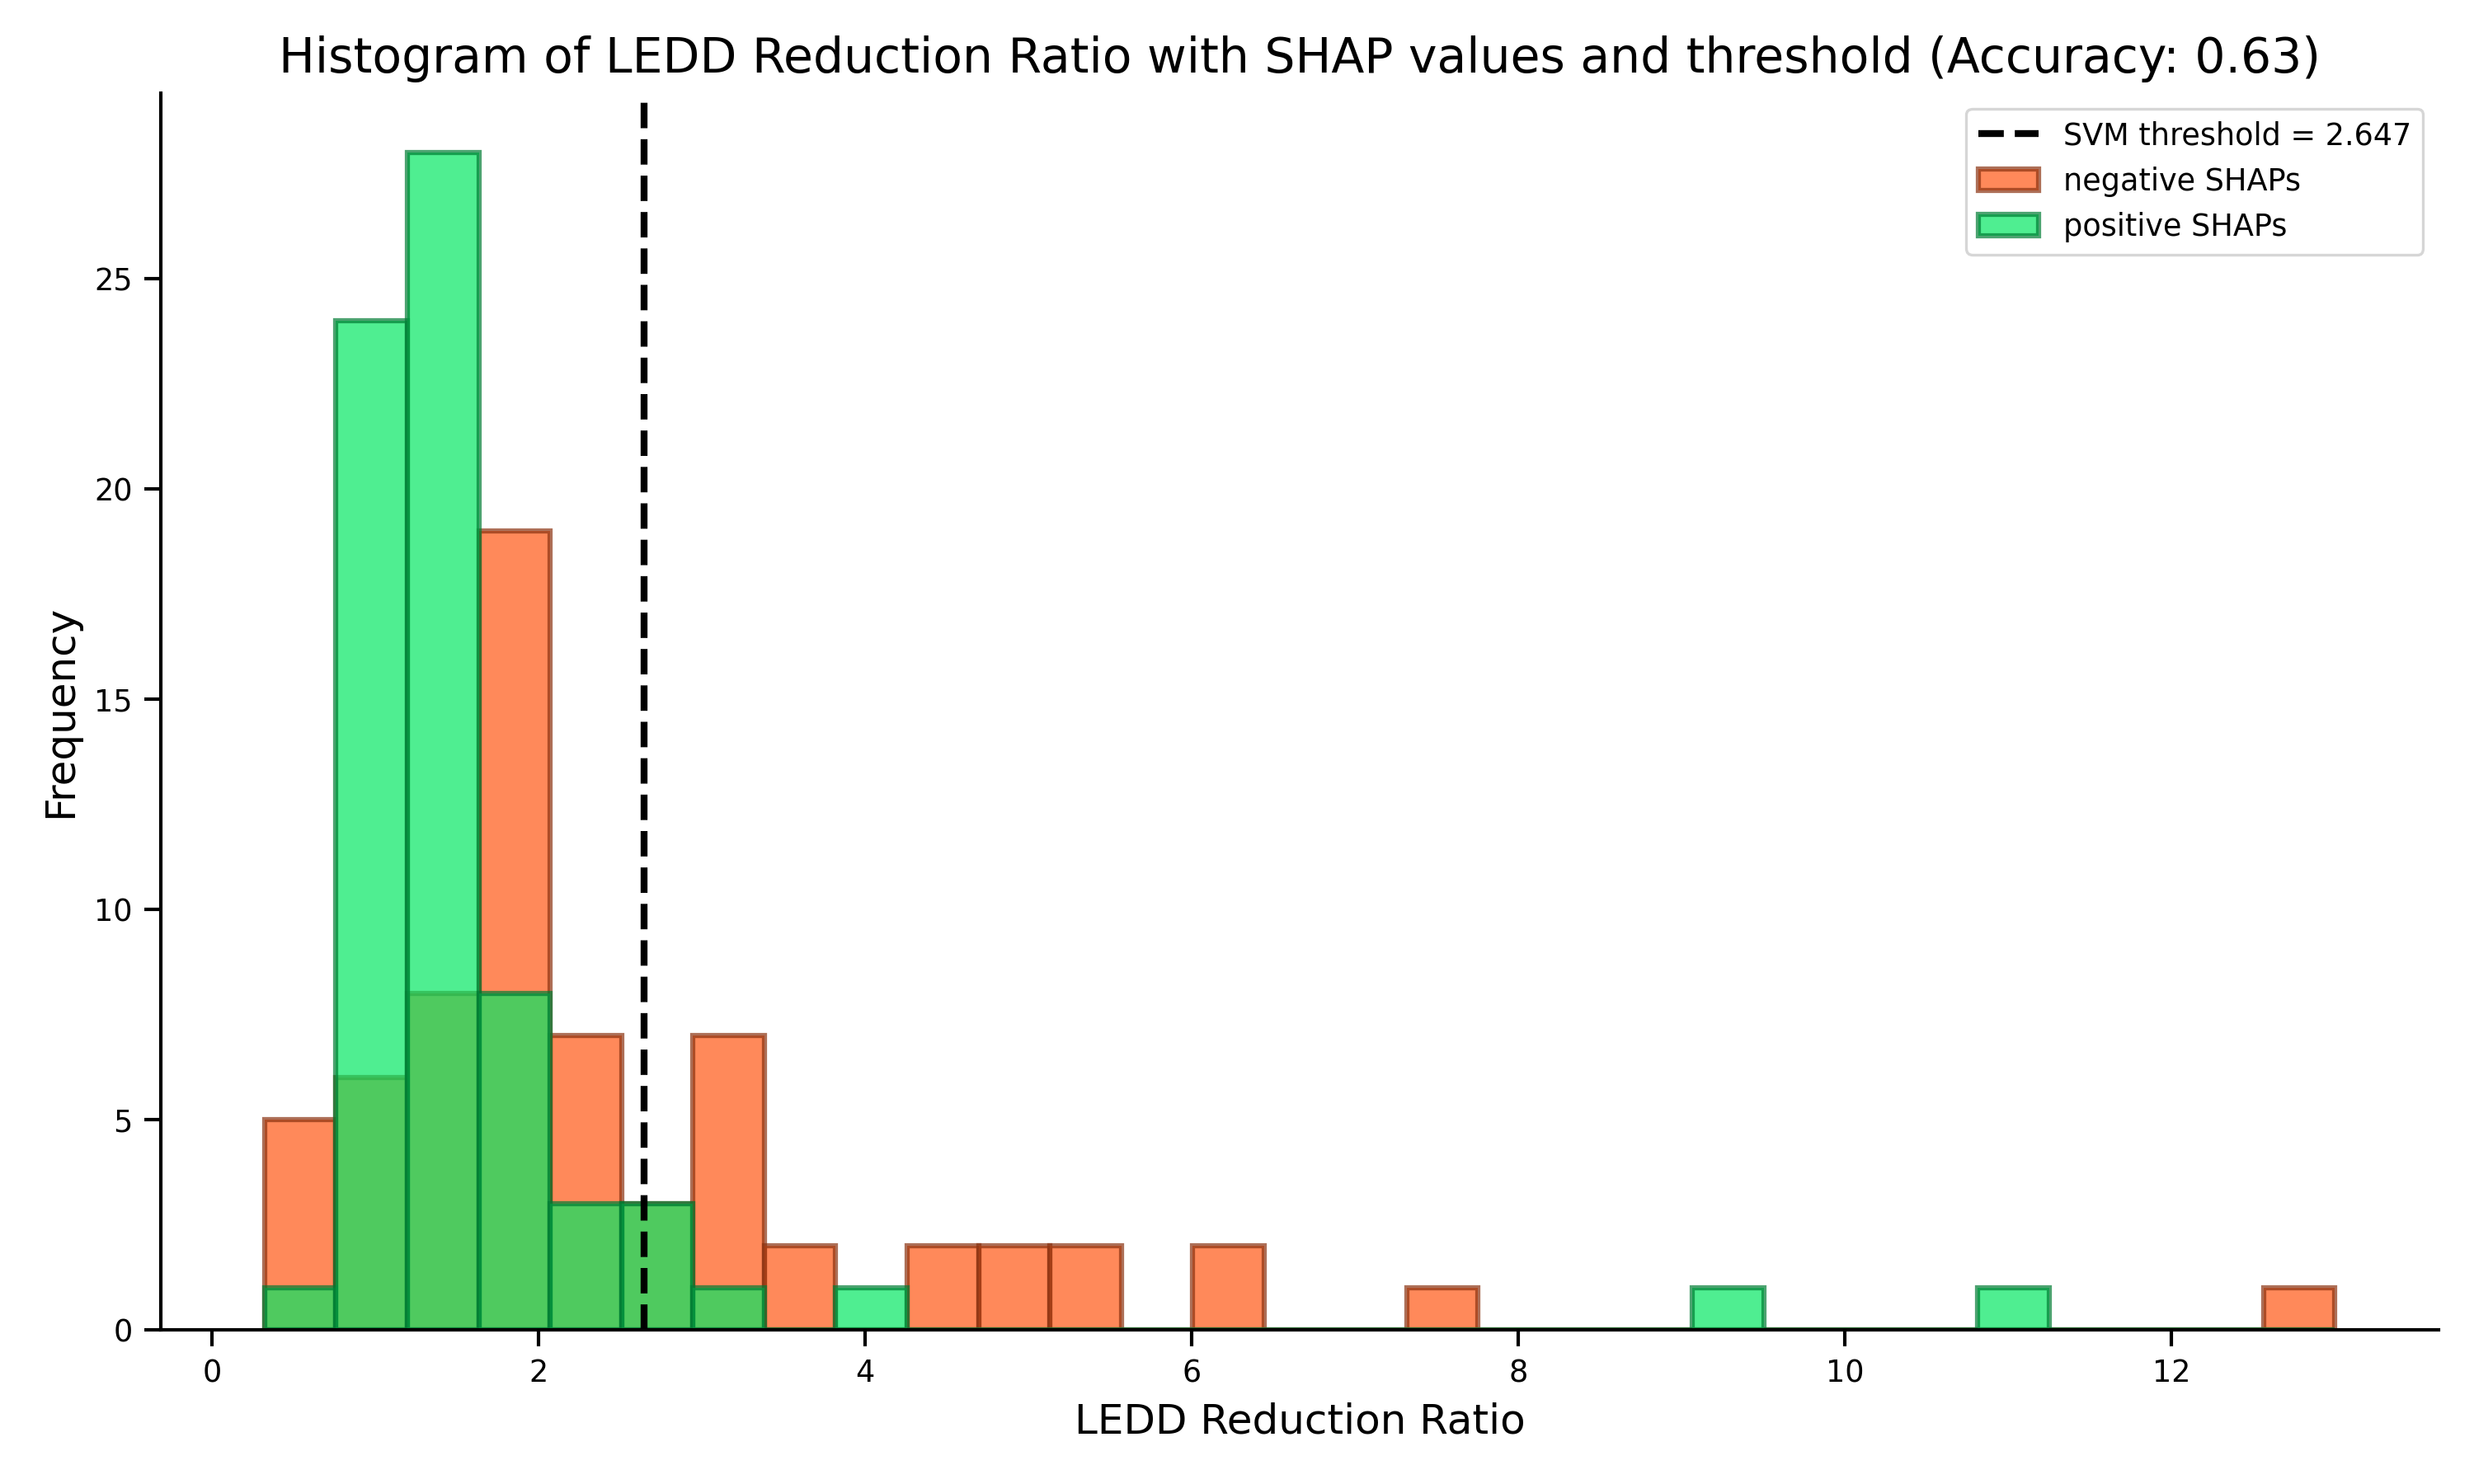 Histogram of LEDD Reduction Ratio with SHAP values and threshold (Accuracy: 0.63)
SVM threshold = 2.647
negative SHAPs
positive SHAPs
Frequency
25
20
15
10
5
0
0 2 4 6 8 10 12
LEDD Reduction Ratio